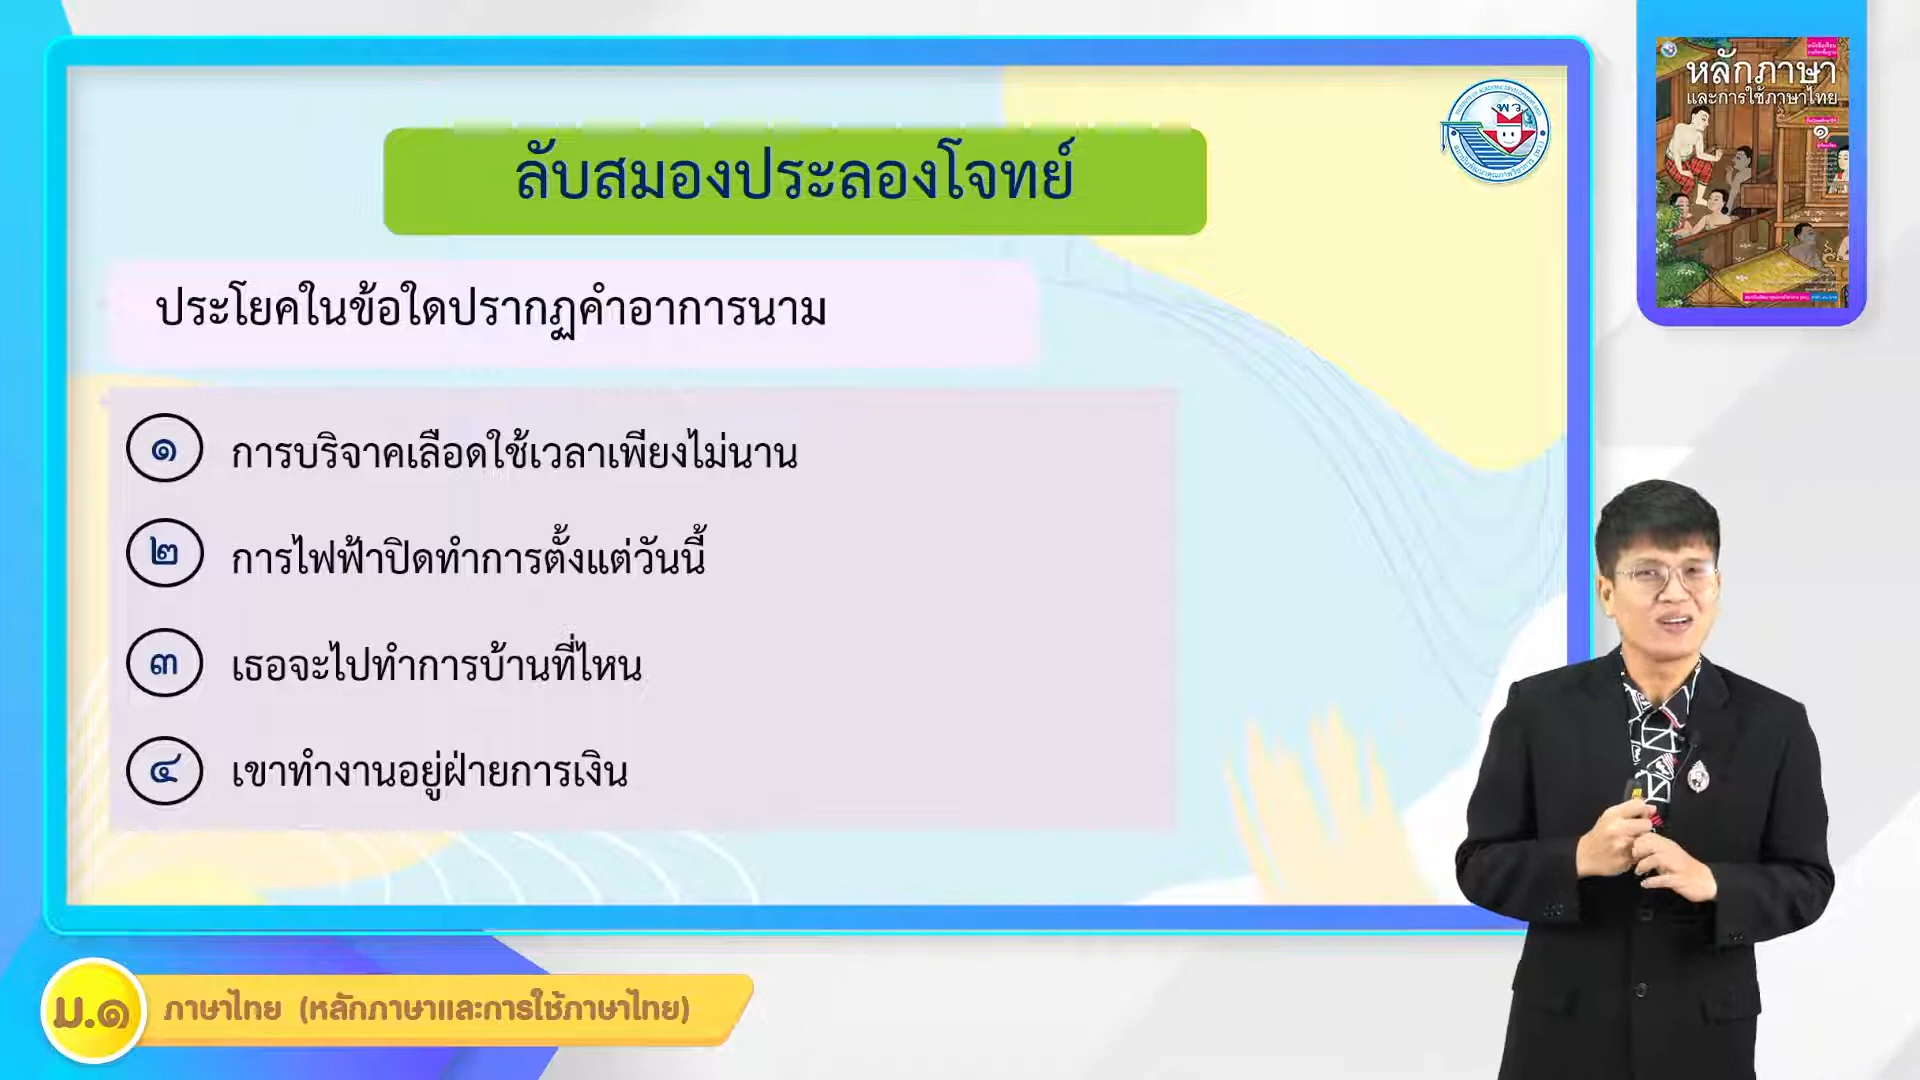 ลับสมองประลองโจทย์
ประโยคในข้อใดปรากฏคำอาการนาม
๑ การบริจาคเลือดใช้เวลาเพียงไม่นาน
๒ การไฟฟ้าปิดทำการตั้งแต่วันนี้
๓ เธอจะไปทำการบ้านที่ไหน
๔ เขาทำงานอยู่ฝ่ายการเงิน
พว
หลักภาษา
และการใช้ภาษาไทย
๑
ม.๑ ภาษาไทย (หลักภาษาและการใช้ภาษาไทย)